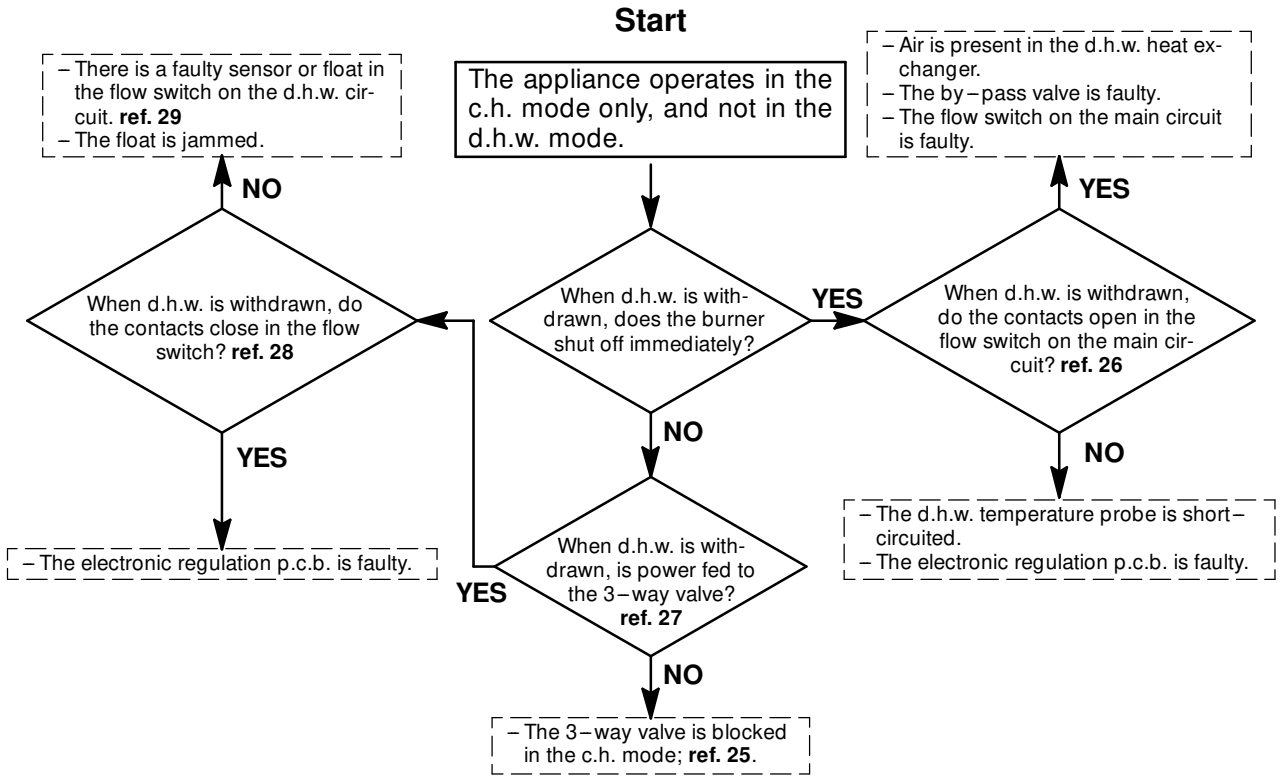 Start
– There is a faulty sensor or float in
the flow switch on the d.h.w. cir-
cuit. ref. 29
– The float is jammed.
The appliance operates in the
c.h. mode only, and not in the
d.h.w. mode.
– Air is present in the d.h.w. heat ex-
changer.
– The by–pass valve is faulty.
– The flow switch on the main circuit
is faulty.
NO
YES
When d.h.w. is withdrawn, do
the contacts close in the flow
switch? ref. 28
When d.h.w. is with-
drawn, does the burner
shut off immediately?
YES
When d.h.w. is withdrawn,
do the contacts open in the
flow switch on the main cir-
cuit? ref. 26
YES
NO
NO
– The electronic regulation p.c.b. is faulty.
YES
When d.h.w. is with-
drawn, is power fed to
the 3–way valve?
ref. 27
– The d.h.w. temperature probe is short–
circuited.
– The electronic regulation p.c.b. is faulty.
NO
– The 3–way valve is blocked
in the c.h. mode; ref. 25.